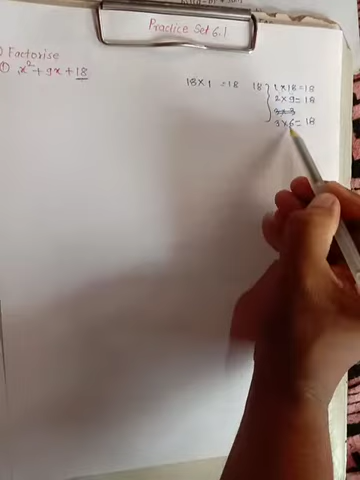 Practice Set 6.1
) Factorise
① x² + 9x + 18
18 × 1 = 18
18 } 1 × 18 = 18
2 × 9 = 18
3 × 6 = 18